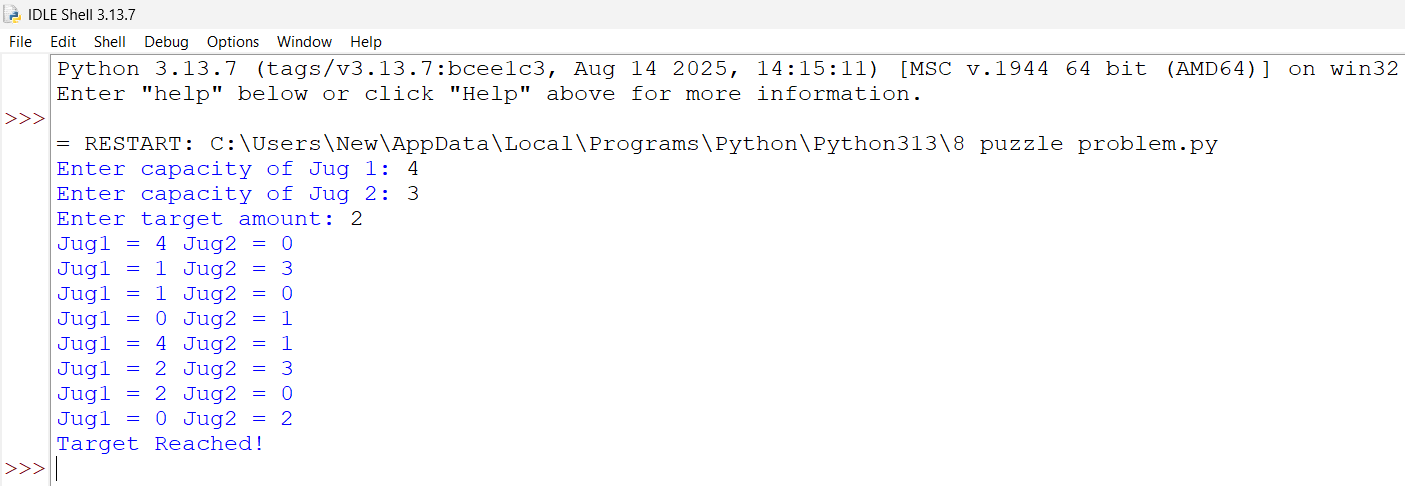 IDLE Shell 3.13.7
File Edit Shell Debug Options Window Help
Python 3.13.7 (tags/v3.13.7:bcee1c3, Aug 14 2025, 14:15:11) [MSC v.1944 64 bit (AMD64)] on win32
Enter "help" below or click "Help" above for more information.
>>>
= RESTART: C:\Users\New\AppData\Local\Programs\Python\Python313\8 puzzle problem.py
Enter capacity of Jug 1: 4
Enter capacity of Jug 2: 3
Enter target amount: 2
Jug1 = 4 Jug2 = 0
Jug1 = 1 Jug2 = 3
Jug1 = 1 Jug2 = 0
Jug1 = 0 Jug2 = 1
Jug1 = 4 Jug2 = 1
Jug1 = 2 Jug2 = 3
Jug1 = 2 Jug2 = 0
Jug1 = 0 Jug2 = 2
Target Reached!
>>>